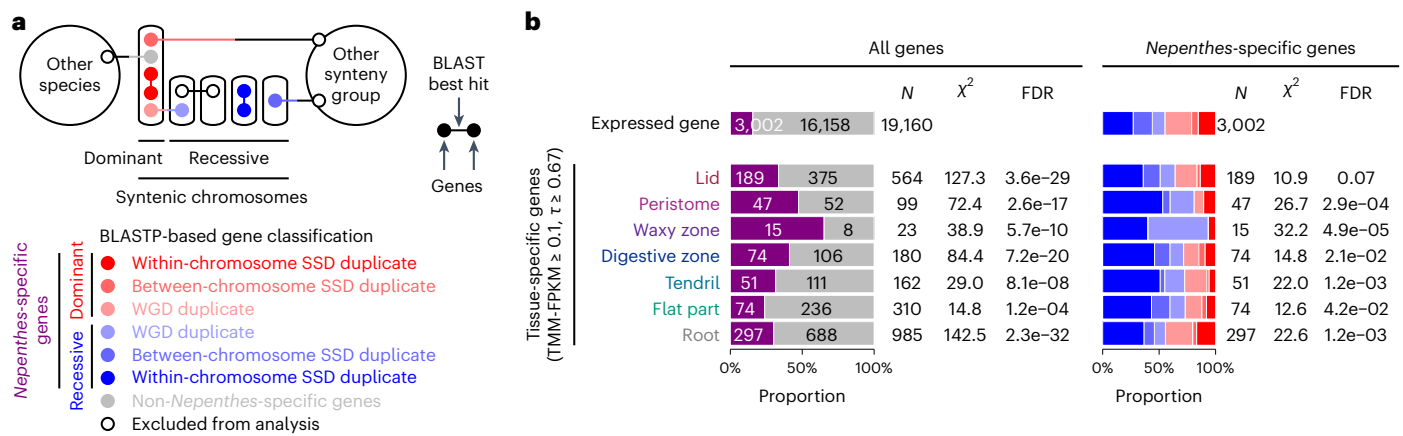 a
Other species
Other synteny group
BLAST best hit
Genes
Dominant Recessive
Syntenic chromosomes
BLASTP-based gene classification
Nepenthes-specific genes
Dominant
Recessive
Within-chromosome SSD duplicate
Between-chromosome SSD duplicate
WGD duplicate
WGD duplicate
Between-chromosome SSD duplicate
Within-chromosome SSD duplicate
Non-Nepenthes-specific genes
Excluded from analysis
b
All genes Nepenthes-specific genes
N χ² FDR N χ² FDR
Expressed gene 3,002 16,158 19,160 3,002
Tissue-specific genes
(TMM-FPKM ≥ 0.1, τ ≥ 0.67)
Lid 189 375 564 127.3 3.6e−29 189 10.9 0.07
Peristome 47 52 99 72.4 2.6e−17 47 26.7 2.9e−04
Waxy zone 15 8 23 38.9 5.7e−10 15 32.2 4.9e−05
Digestive zone 74 106 180 84.4 7.2e−20 74 14.8 2.1e−02
Tendril 51 111 162 29.0 8.1e−08 51 22.0 1.2e−03
Flat part 74 236 310 14.8 1.2e−04 74 12.6 4.2e−02
Root 297 688 985 142.5 2.3e−32 297 22.6 1.2e−03
0% 50% 100% 0% 50% 100%
Proportion Proportion